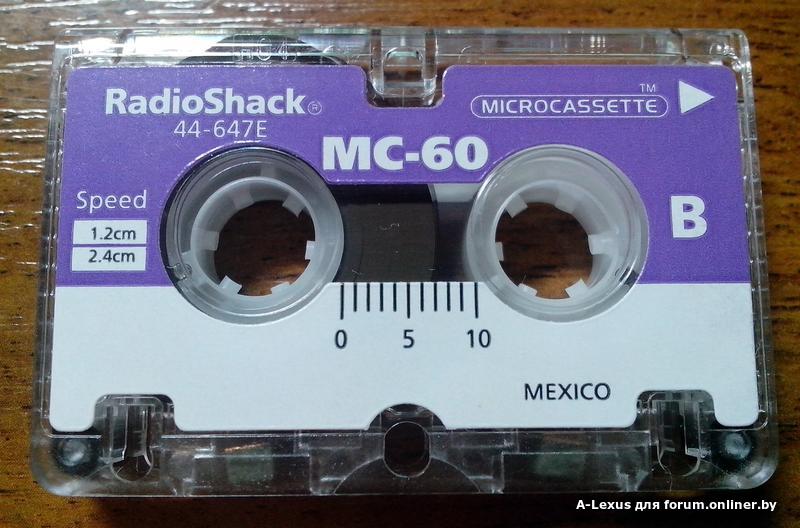 RadioShack®
44-647E
MICROCASSETTE™
MC-60
Speed
1.2cm
2.4cm
B
0 5 10
MEXICO
A-Lexus для forum.onliner.by